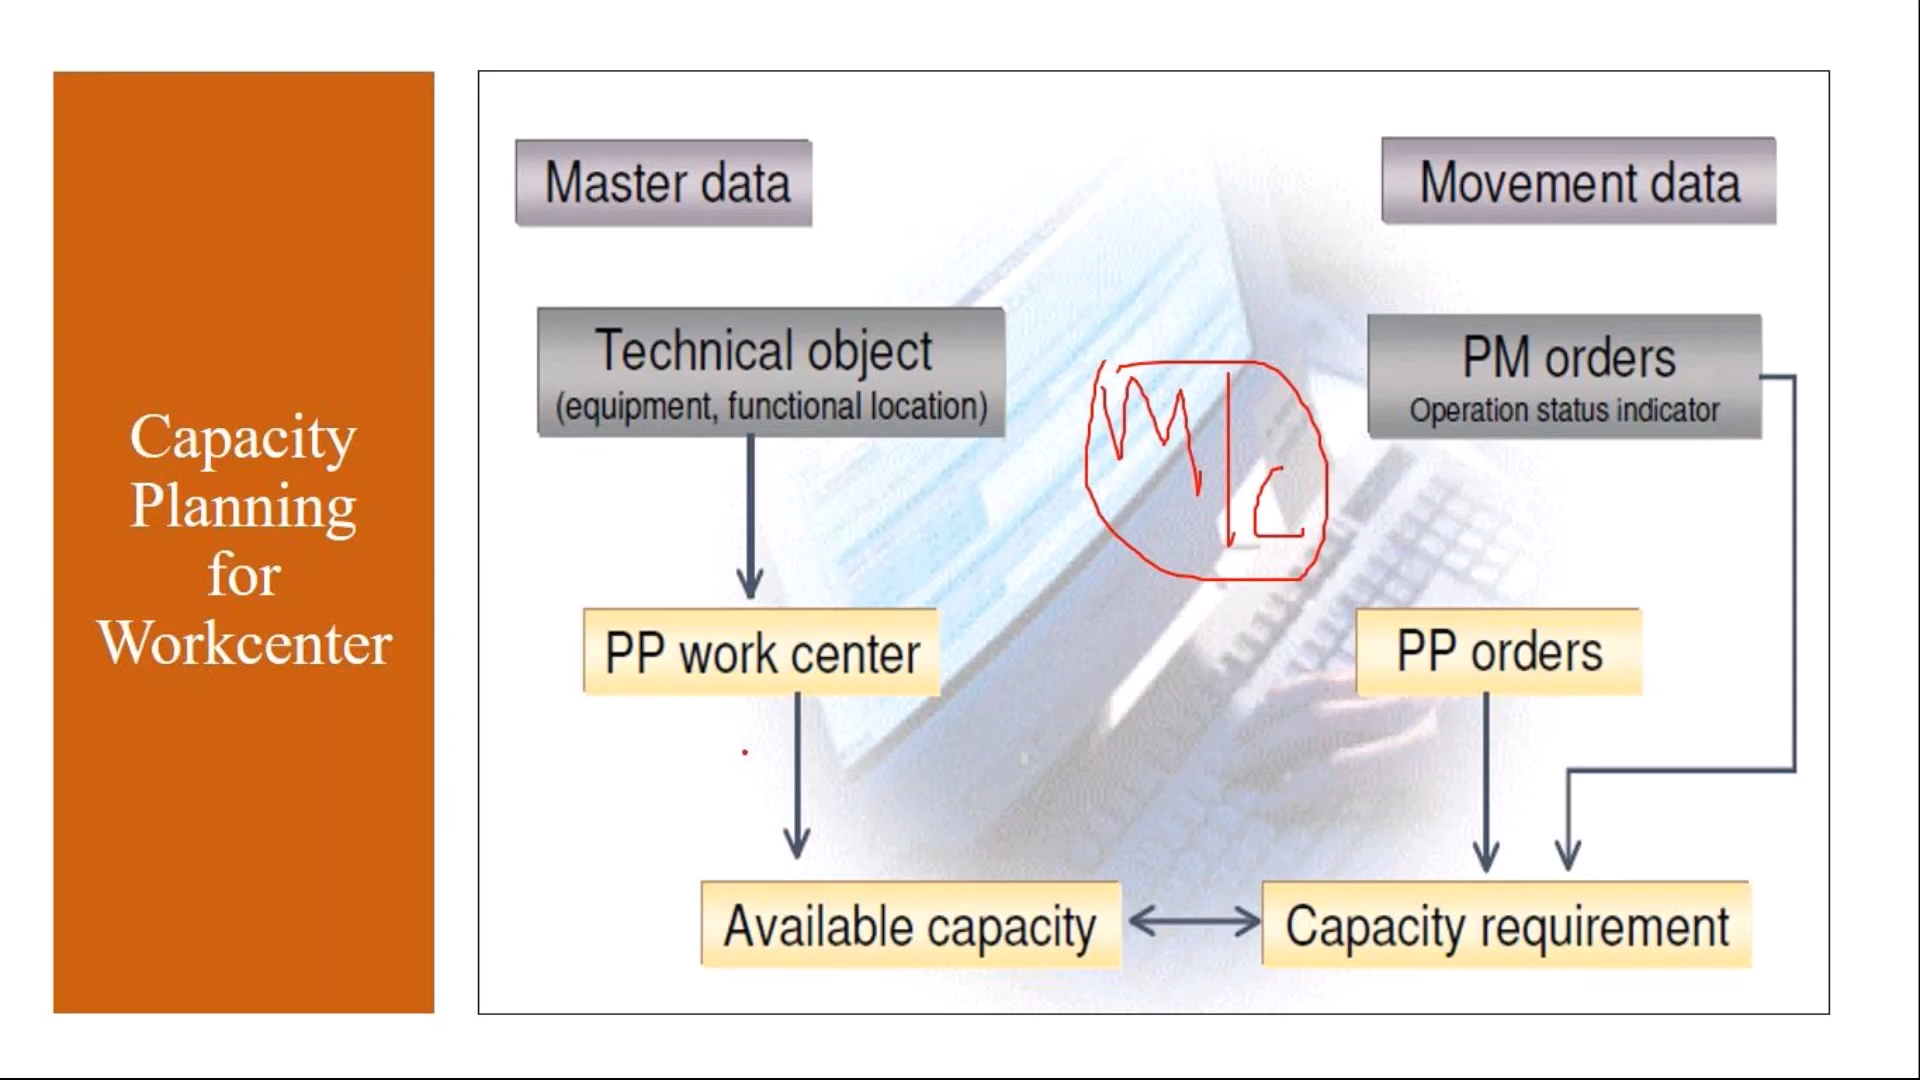 Capacity
Planning
for
Workcenter
Master data
Movement data
Technical object
(equipment, functional location)
PM orders
Operation status indicator
M|C
PP work center
PP orders
Available capacity
Capacity requirement